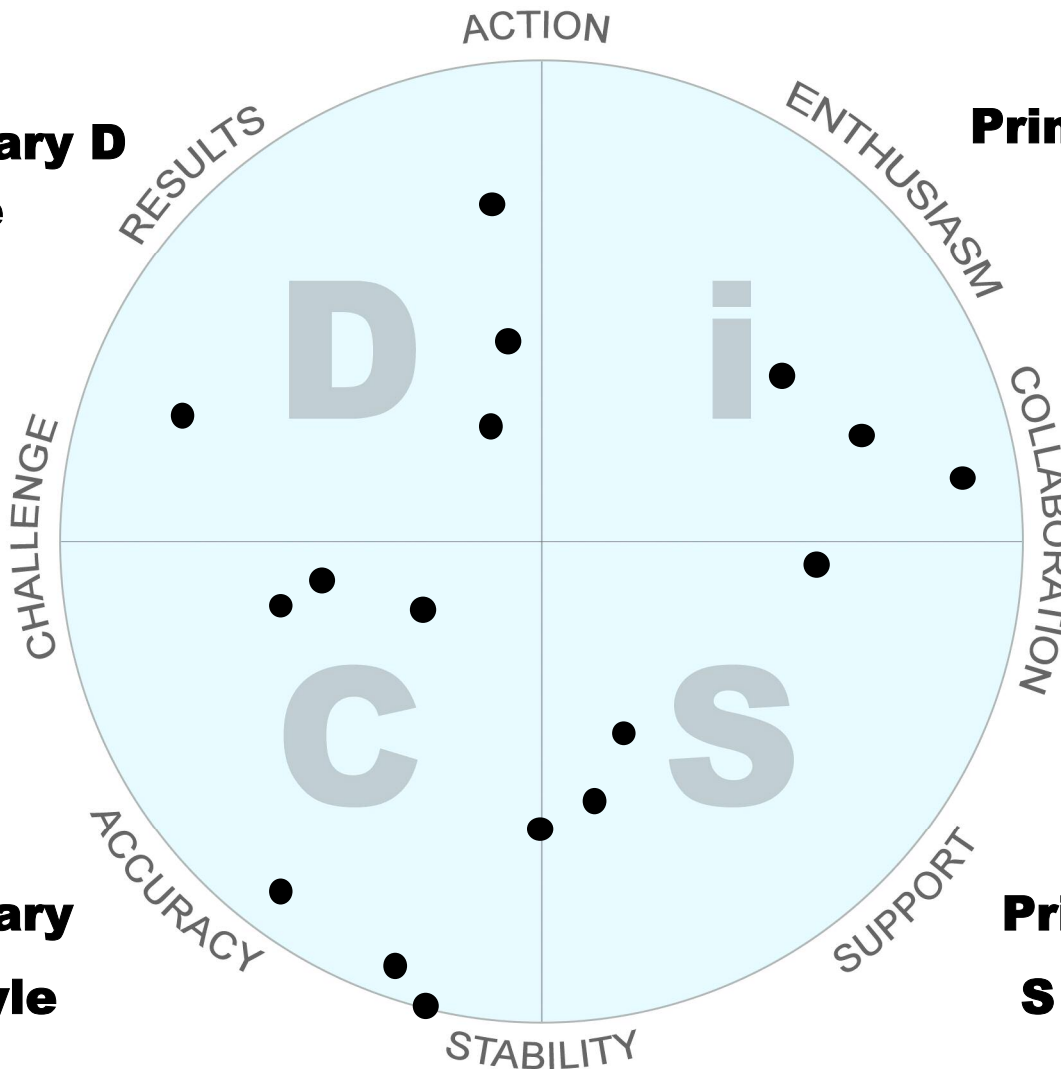 ACTION
RESULTS
ENTHUSIASM
ary D
Prin
e
D
i
CHALLENGE
COLLABORATION
C
S
ACCURACY
SUPPORT
ary
Pri
yle
S
STABILITY